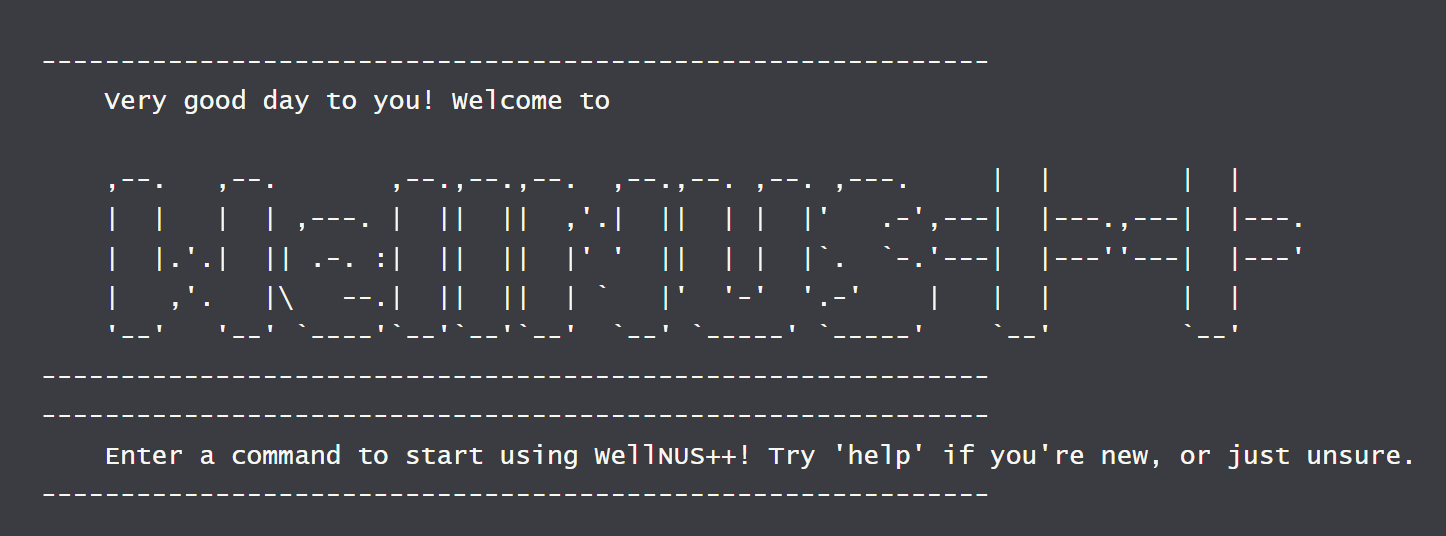 ------------------------------------------------------------
    Very good day to you! Welcome to
WellNUS++
------------------------------------------------------------
------------------------------------------------------------
    Enter a command to start using WellNUS++! Try 'help' if you're new, or just unsure.
------------------------------------------------------------